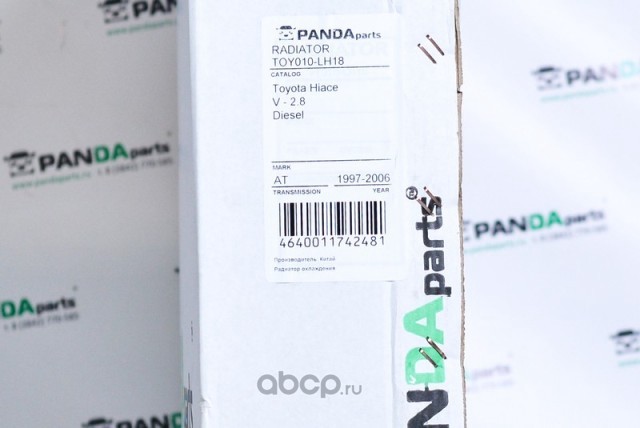 PANDAparts
RADIATOR
TOY010-LH18
CATALOG
Toyota Hiace
V - 2.8
Diesel
MARK
AT 1997-2006
TRANSMISSION YEAR
4640011742481
Производитель: Китай
Радиатор охлаждения
PANDAparts
abcp.ru
PANDAparts
PANDAparts
PANDAparts
PANDAparts
PANDAparts